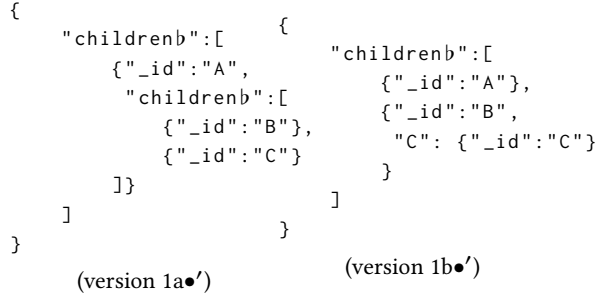 {
"children♭":[
{"_id":"A",
"children♭":[
{"_id":"B"},
{"_id":"C"}
]}
]
}
(version 1a●′)
{
"children♭":[
{"_id":"A"},
{"_id":"B",
"C": {"_id":"C"}
}
]
}
(version 1b●′)